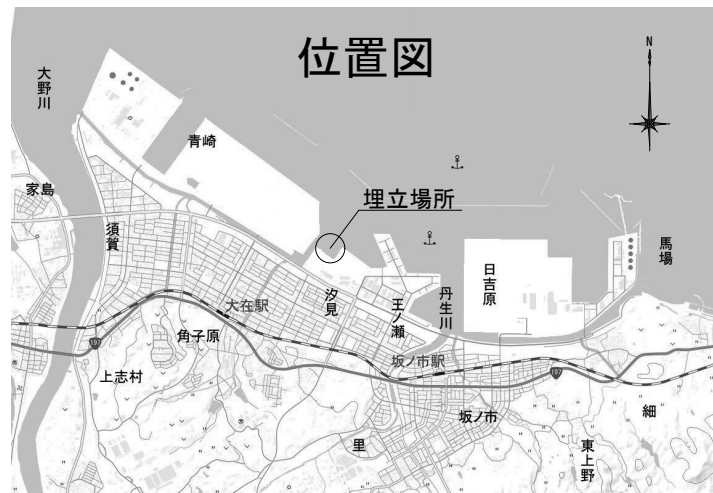 位置図
N
大野川
青崎
家島
埋立場所
須賀
馬場
日吉原
汐見
王ノ瀬
丹生川
大在駅
角子原
197
坂ノ市駅
上志村
坂ノ市
細
里
東上野